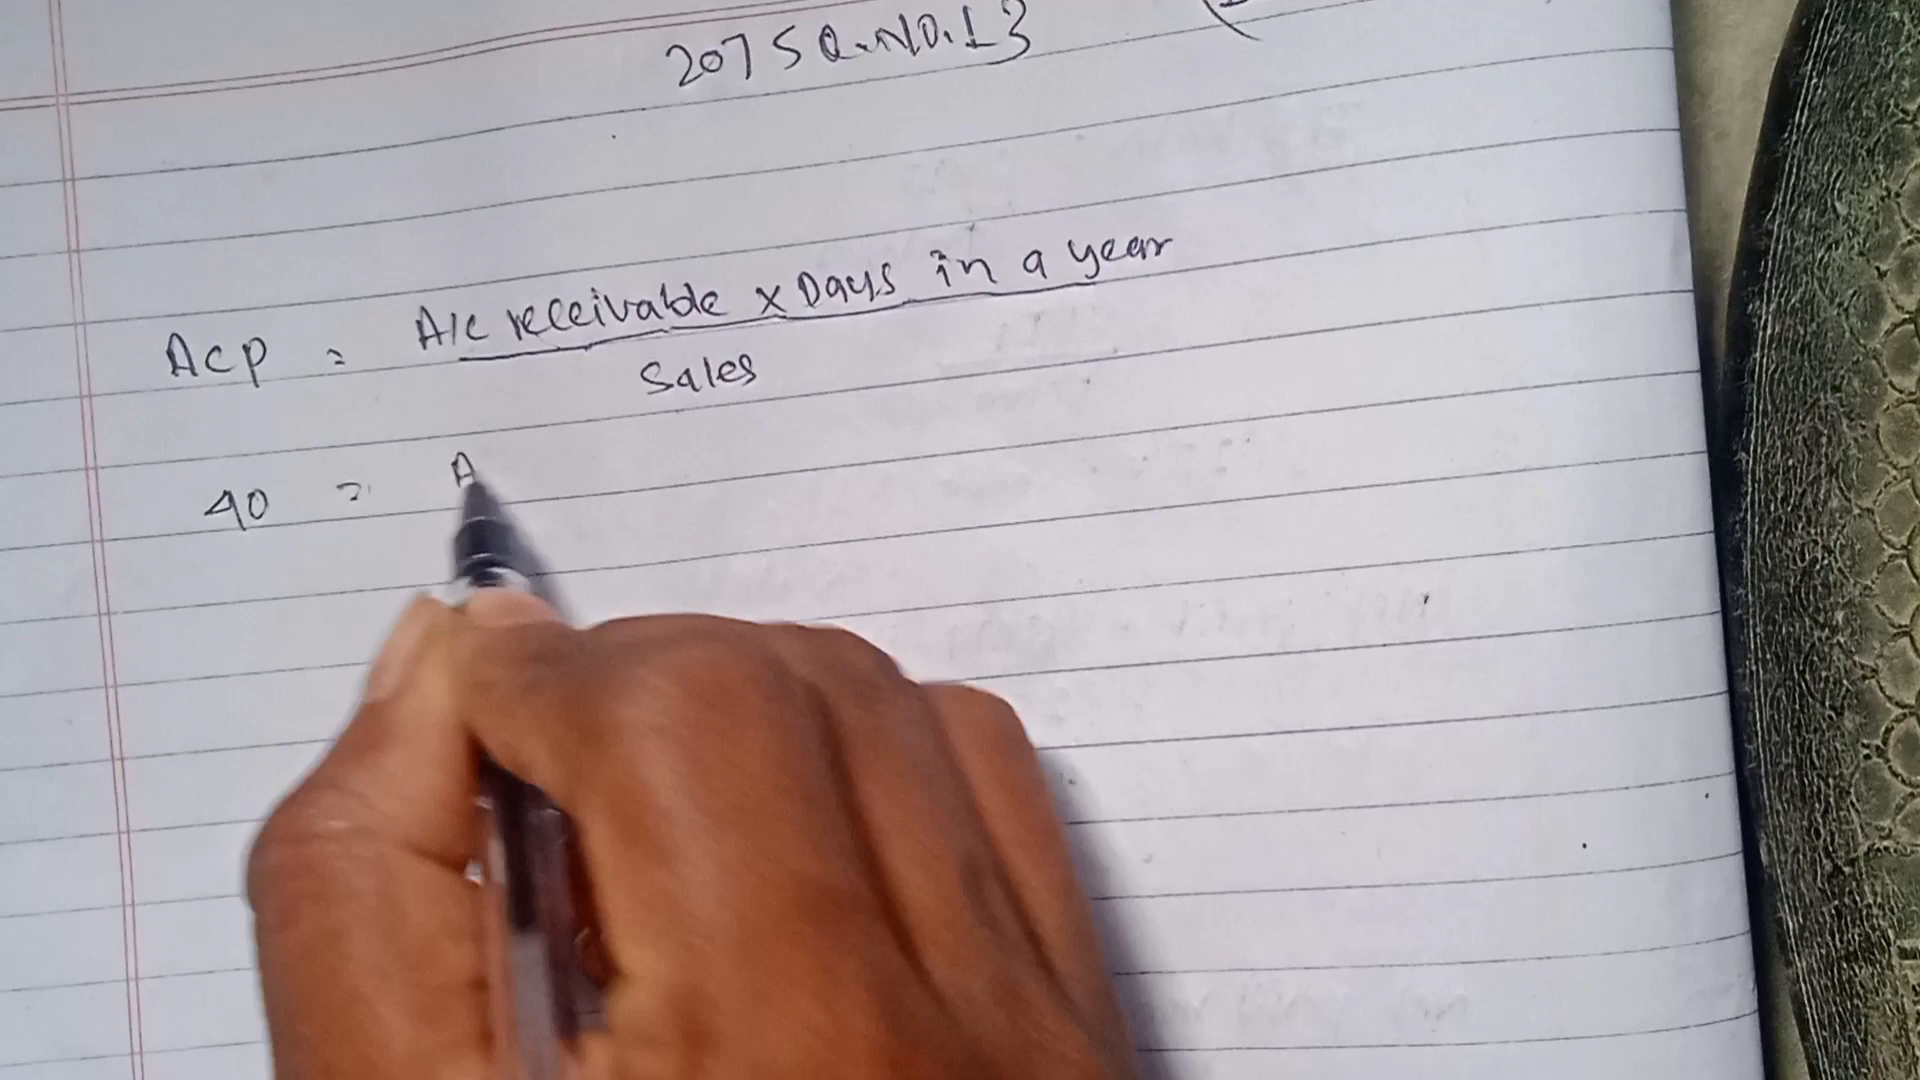 2075 Q.NO.13
ACP = A/C receivable x Days in a year
Sales
40 = A